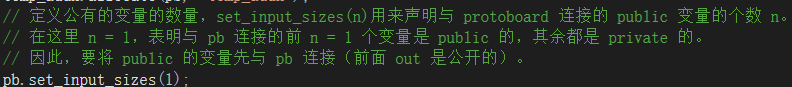 // 定义公有的变量的数量，set_input_sizes(n)用来声明与 protoboard 连接的 public 变量的个数 n。
// 在这里 n = 1，表明与 pb 连接的前 n = 1 个变量是 public 的，其余都是 private 的。
// 因此，要将 public 的变量先与 pb 连接（前面 out 是公开的）。
pb.set_input_sizes(1);